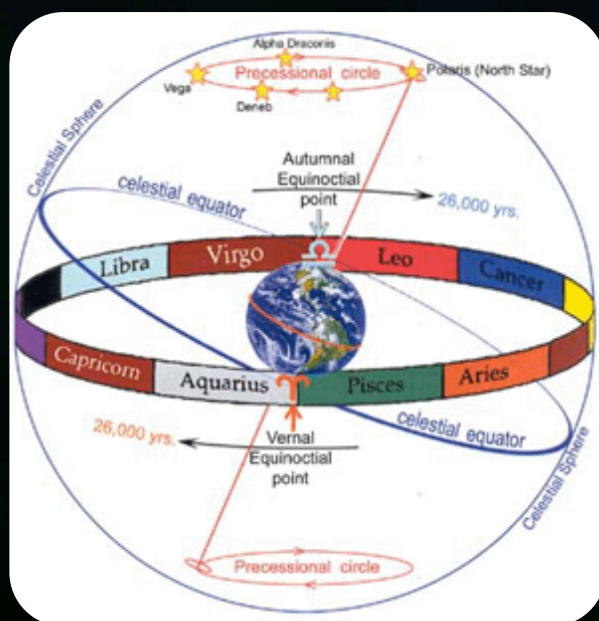 Alpha Draconis
Precessional circle
Polaris (North Star)
Vega
Deneb
Celestial Sphere
Autumnal
Equinoctial
point
celestial equator
26,000 yrs.
Libra
Virgo
♎
Leo
Cancer
Capricorn
Aquarius
♈
Pisces
Aries
26,000 yrs.
Vernal
Equinoctial
point
celestial equator
Celestial Sphere
Precessional circle